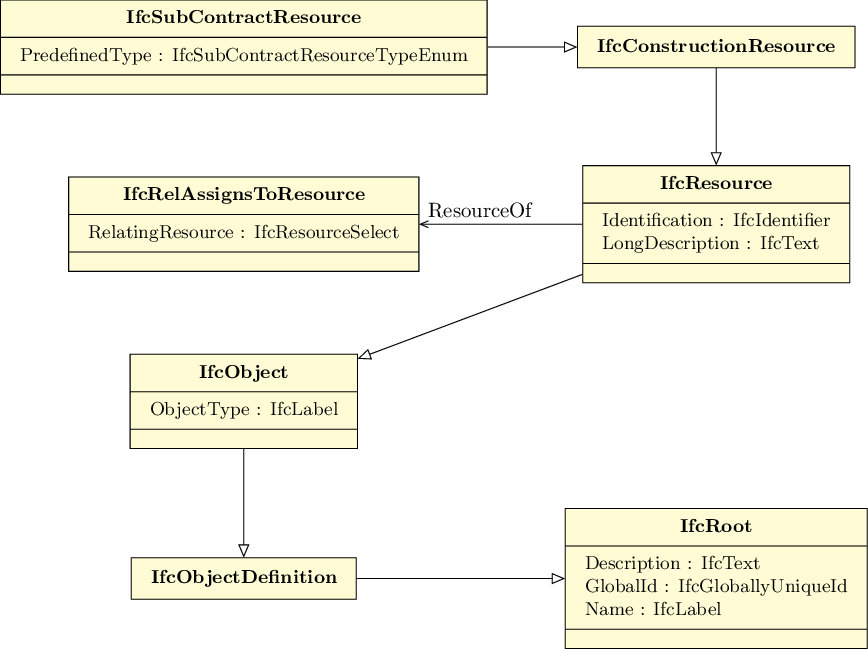 IfcSubContractResource
PredefinedType : IfcSubContractResourceTypeEnum
IfcConstructionResource
IfcRelAssignsToResource
RelatingResource : IfcResourceSelect
ResourceOf
IfcResource
Identification : IfcIdentifier
LongDescription : IfcText
IfcObject
ObjectType : IfcLabel
IfcObjectDefinition
IfcRoot
Description : IfcText
GlobalId : IfcGloballyUniqueId
Name : IfcLabel